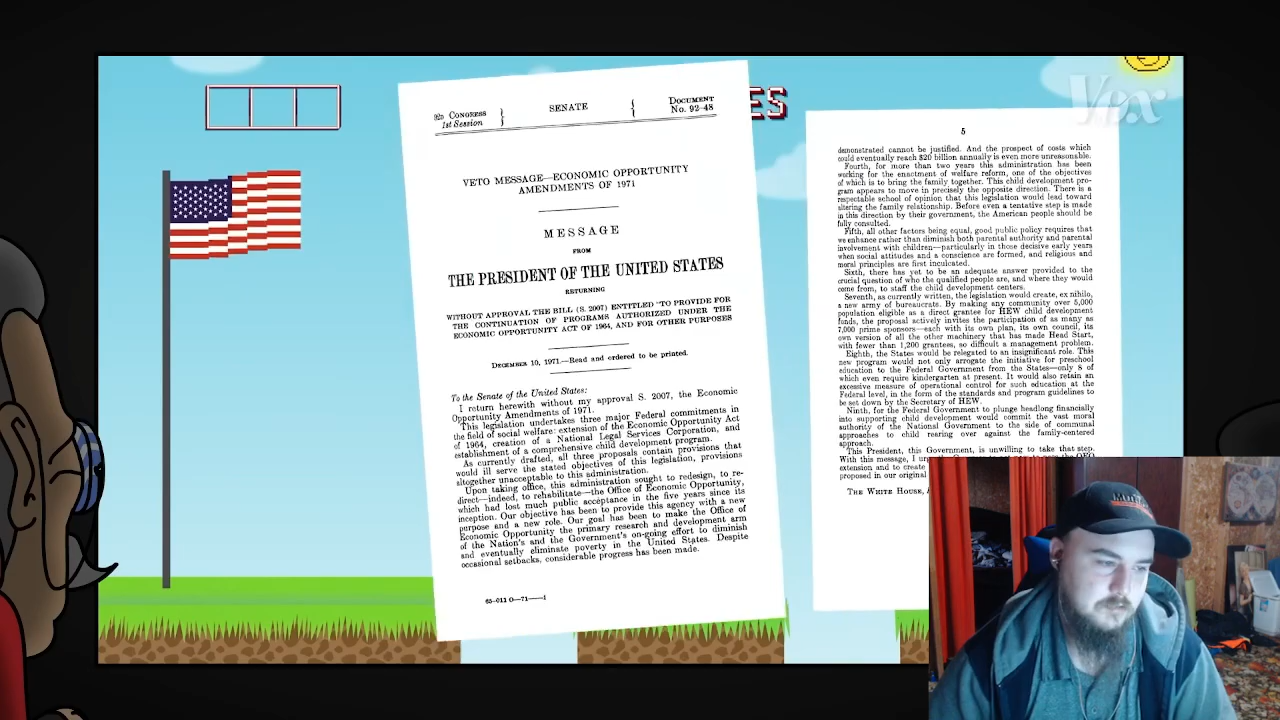 Vox
ES
92D CONGRESS
1st Session
SENATE
DOCUMENT
No. 92-48
VETO MESSAGE—ECONOMIC OPPORTUNITY
AMENDMENTS OF 1971
MESSAGE
FROM
THE PRESIDENT OF THE UNITED STATES
RETURNING
WITHOUT APPROVAL THE BILL (S. 2007) ENTITLED "TO PROVIDE FOR
THE CONTINUATION OF PROGRAMS AUTHORIZED UNDER THE
ECONOMIC OPPORTUNITY ACT OF 1964, AND FOR OTHER PURPOSES
DECEMBER 10, 1971.—Read and ordered to be printed.
To the Senate of the United States:
I return herewith without my approval S. 2007, the Economic
Opportunity Amendments of 1971.
This legislation undertakes three major Federal commitments in
the field of social welfare: extension of the Economic Opportunity Act
of 1964, creation of a National Legal Services Corporation, and
establishment of a comprehensive child development program.
As currently drafted, all three proposals contain provisions that
would ill serve the stated objectives of this legislation, provisions
altogether unacceptable to this administration.
Upon taking office, this administration sought to redesign, to re-
direct—indeed, to rehabilitate—the Office of Economic Opportunity,
which had lost much public acceptance in the five years since its
inception. Our objective has been to provide this agency with a new
purpose and a new role. Our goal has been to make the Office of
Economic Opportunity the primary research and development arm
of the Nation's and the Government's on-going effort to diminish
and eventually eliminate poverty in the United States. Despite
occasional setbacks, considerable progress has been made.
65-011 O—71——1
5
demonstrated cannot be justified. And the prospect of costs which
could eventually reach $20 billion annually is even more unreasonable.
Fourth, for more than two years this administration has been
working for the enactment of welfare reform, one of the objectives
of which is to bring the family together. This child development pro-
gram appears to move in precisely the opposite direction. There is a
respectable school of opinion that this legislation would lead toward
altering the family relationship. Before even a tentative step is made
in this direction by their government, the American people should be
fully consulted.
Fifth, all other factors being equal, good public policy requires that
we enhance rather than diminish both parental authority and parental
involvement with children—particularly in those decisive early years
when social attitudes and a conscience are formed, and religious and
moral principles are first inculcated.
Sixth, there has yet to be an adequate answer provided to the
crucial question of who the qualified people are, and where they would
come from, to staff the child development centers.
Seventh, as currently written, the legislation would create, ex nihilo,
a new army of bureaucrats. By making any community over 5,000
population eligible as a direct grantee for HEW child development
funds, the proposal actively invites the participation of as many as
7,000 prime sponsors—each with its own plan, its own council, its
own version of all the other machinery that has made Head Start,
with fewer than 1,200 grantees, so difficult a management problem.
Eighth, the States would be relegated to an insignificant role. This
new program would not only arrogate the initiative for preschool
education to the Federal Government from the States—only 8 of
which even require kindergarten at present. It would also retain an
excessive measure of operational control for such education at the
Federal level, in the form of the standards and program guidelines to
be set down by the Secretary of HEW.
Ninth, for the Federal Government to plunge headlong financially
into supporting child development would commit the vast moral
authority of the National Government to the side of communal
approaches to child rearing over against the family-centered
approach.
This President, this Government, is unwilling to take that step.
With this message, I
extension and to create
proposed in our original
THE WHITE HOUSE,